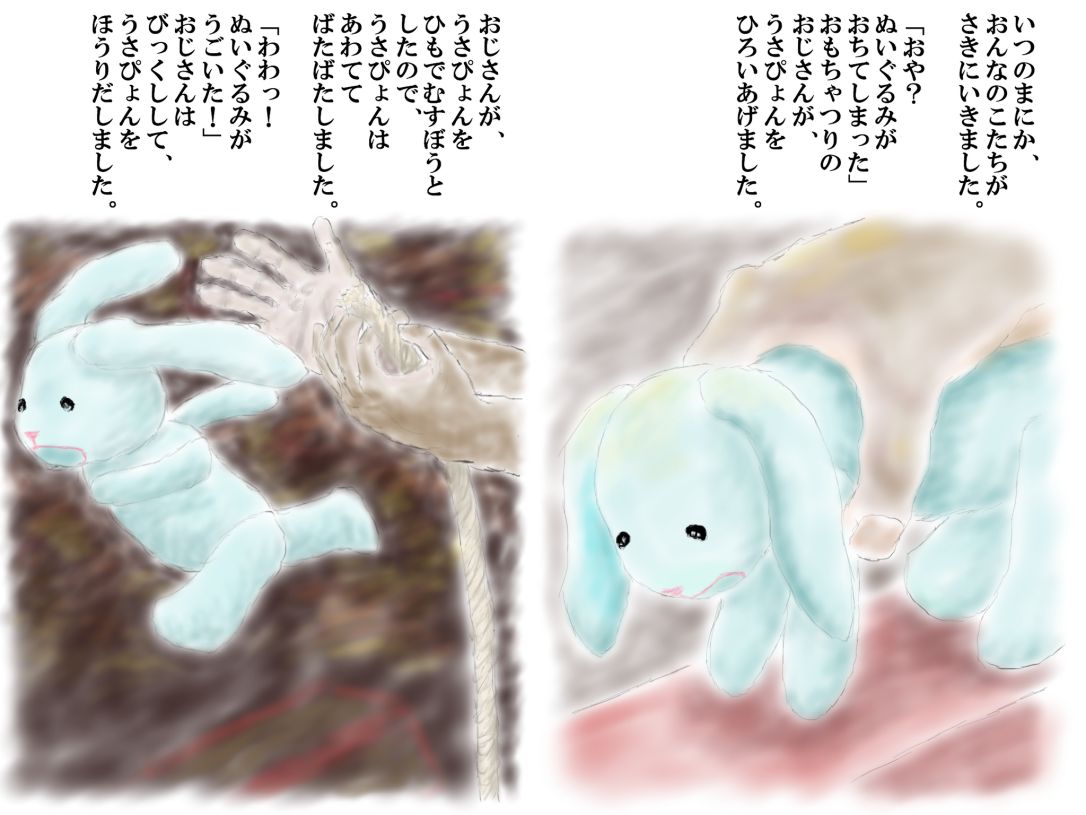 いつのまにか、
おんなのこたちが
さきにいきました。
「おや？
ぬいぐるみが
おちてしまった」
おもちゃつりの
おじさんが、
うさぴょんを
ひろいあげました。
おじさんが、
うさぴょんを
ひもでむすぼうと
したので、
うさぴょんは
あわてて
ばたばたしました。
「わわっ！
ぬいぐるみが
うごいた！」
おじさんは
びっくりして、
うさぴょんを
ほうりだしました。